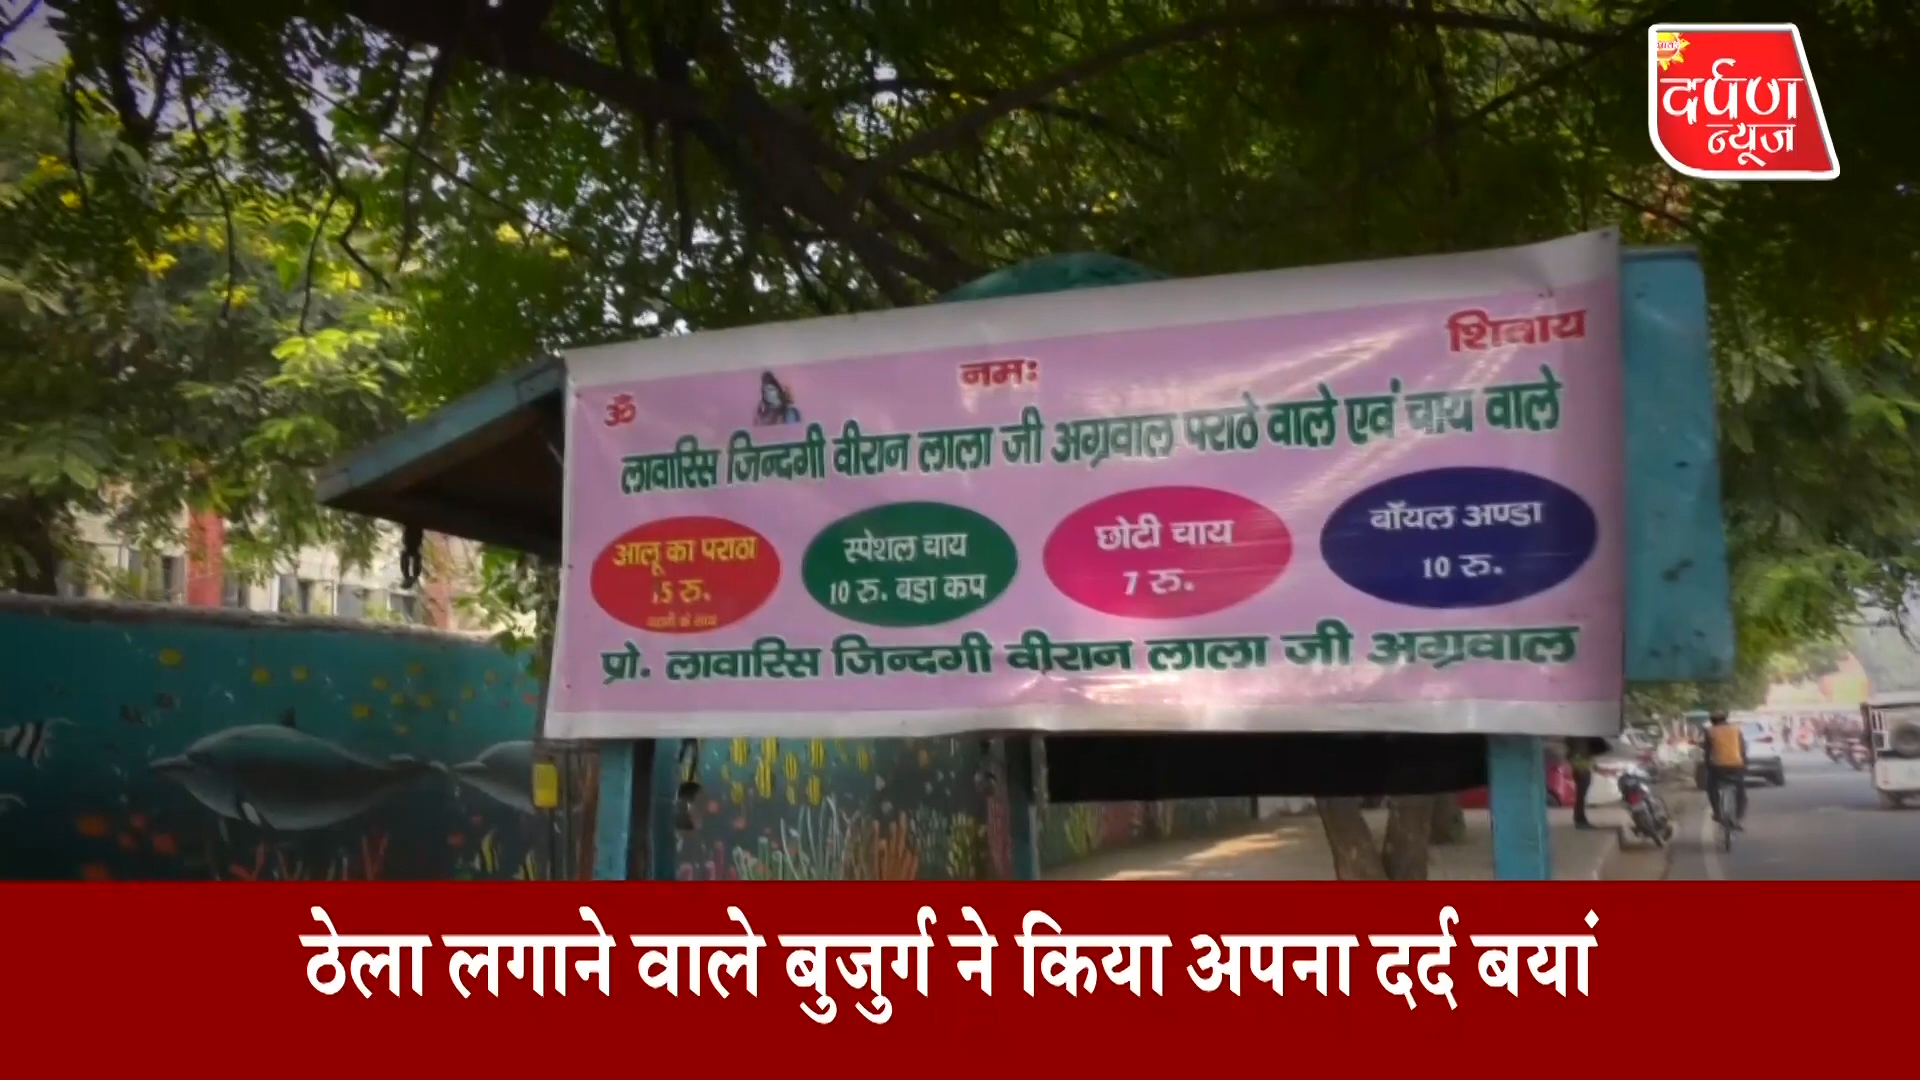 दर्पण
न्यूज
ॐ नमः शिवाय
लावारिस जिन्दगी वीरान लाला जी अग्रवाल पराठे वाले एवं चाय वाले
आलू का पराठा
स्पेशल चाय
10 रु. बड़ा कप
छोटी चाय
7 रु.
बॉयल अण्डा
10 रु.
प्रो. लावारिस जिन्दगी वीरान लाला जी अग्रवाल
ठेला लगाने वाले बुजुर्ग ने किया अपना दर्द बयां